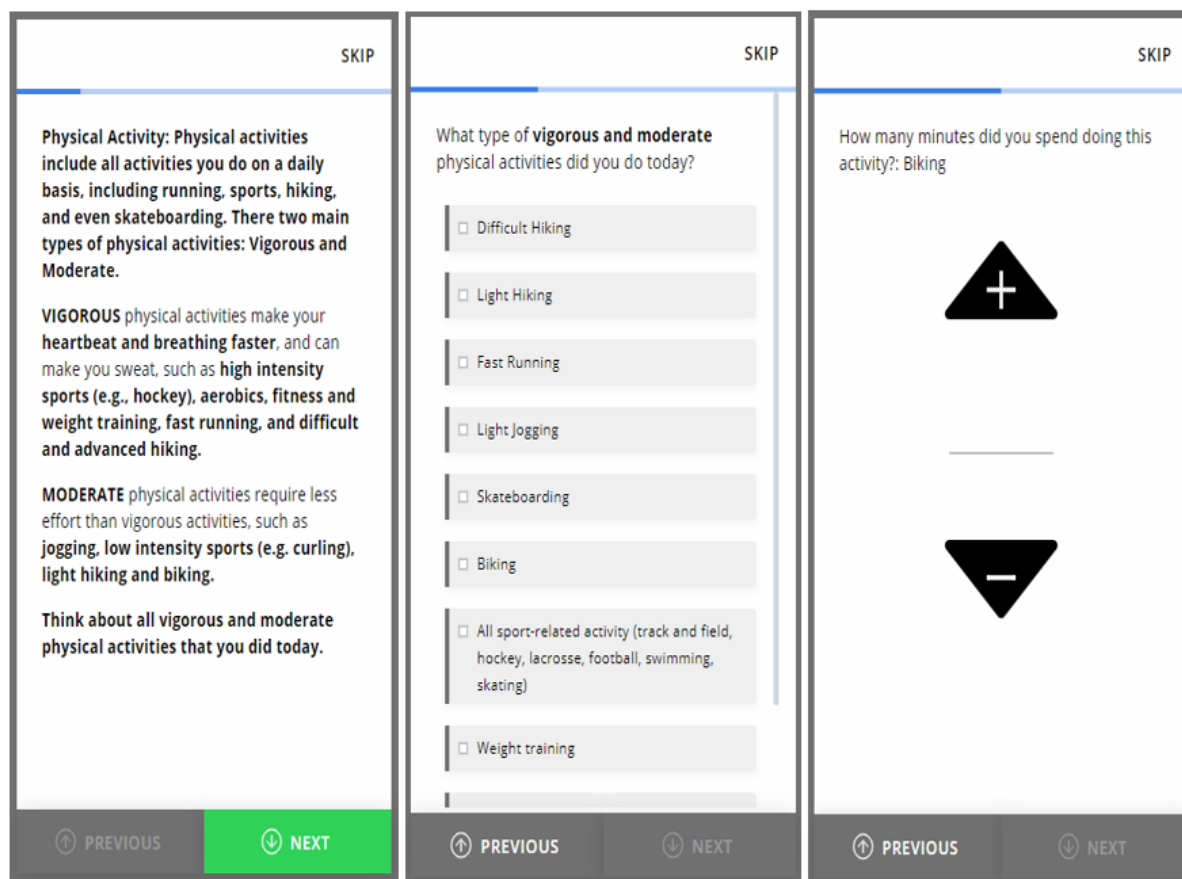 SKIP
Physical Activity: Physical activities
include all activities you do on a daily
basis, including running, sports, hiking,
and even skateboarding. There two main
types of physical activities: Vigorous and
Moderate.
VIGOROUS physical activities make your
heartbeat and breathing faster, and can
make you sweat, such as high intensity
sports (e.g., hockey), aerobics, fitness and
weight training, fast running, and difficult
and advanced hiking.
MODERATE physical activities require less
effort than vigorous activities, such as
jogging, low intensity sports (e.g. curling),
light hiking and biking.
Think about all vigorous and moderate
physical activities that you did today.
PREVIOUS
NEXT
SKIP
What type of vigorous and moderate
physical activities did you do today?
Difficult Hiking
Light Hiking
Fast Running
Light Jogging
Skateboarding
Biking
All sport-related activity (track and field,
hockey, lacrosse, football, swimming,
skating)
Weight training
PREVIOUS
NEXT
SKIP
How many minutes did you spend doing this
activity?: Biking
+
−
PREVIOUS
NEXT